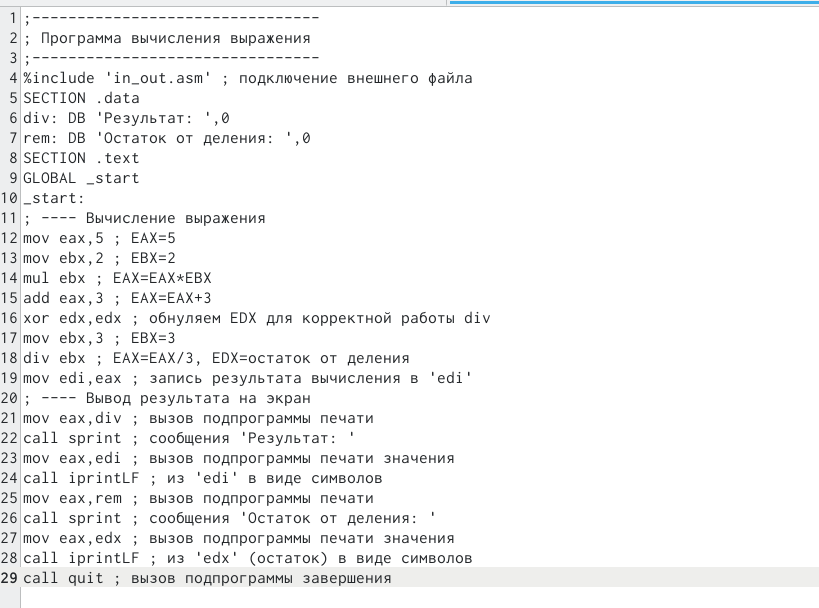 1 ;--------------------------------
2 ; Программа вычисления выражения
3 ;--------------------------------
4 %include 'in_out.asm' ; подключение внешнего файла
5 SECTION .data
6 div: DB 'Результат: ',0
7 rem: DB 'Остаток от деления: ',0
8 SECTION .text
9 GLOBAL _start
10 _start:
11 ; ---- Вычисление выражения
12 mov eax,5 ; EAX=5
13 mov ebx,2 ; EBX=2
14 mul ebx ; EAX=EAX*EBX
15 add eax,3 ; EAX=EAX+3
16 xor edx,edx ; обнуляем EDX для корректной работы div
17 mov ebx,3 ; EBX=3
18 div ebx ; EAX=EAX/3, EDX=остаток от деления
19 mov edi,eax ; запись результата вычисления в 'edi'
20 ; ---- Вывод результата на экран
21 mov eax,div ; вызов подпрограммы печати
22 call sprint ; сообщения 'Результат: '
23 mov eax,edi ; вызов подпрограммы печати значения
24 call iprintLF ; из 'edi' в виде символов
25 mov eax,rem ; вызов подпрограммы печати
26 call sprint ; сообщения 'Остаток от деления: '
27 mov eax,edx ; вызов подпрограммы печати значения
28 call iprintLF ; из 'edx' (остаток) в виде символов
29 call quit ; вызов подпрограммы завершения